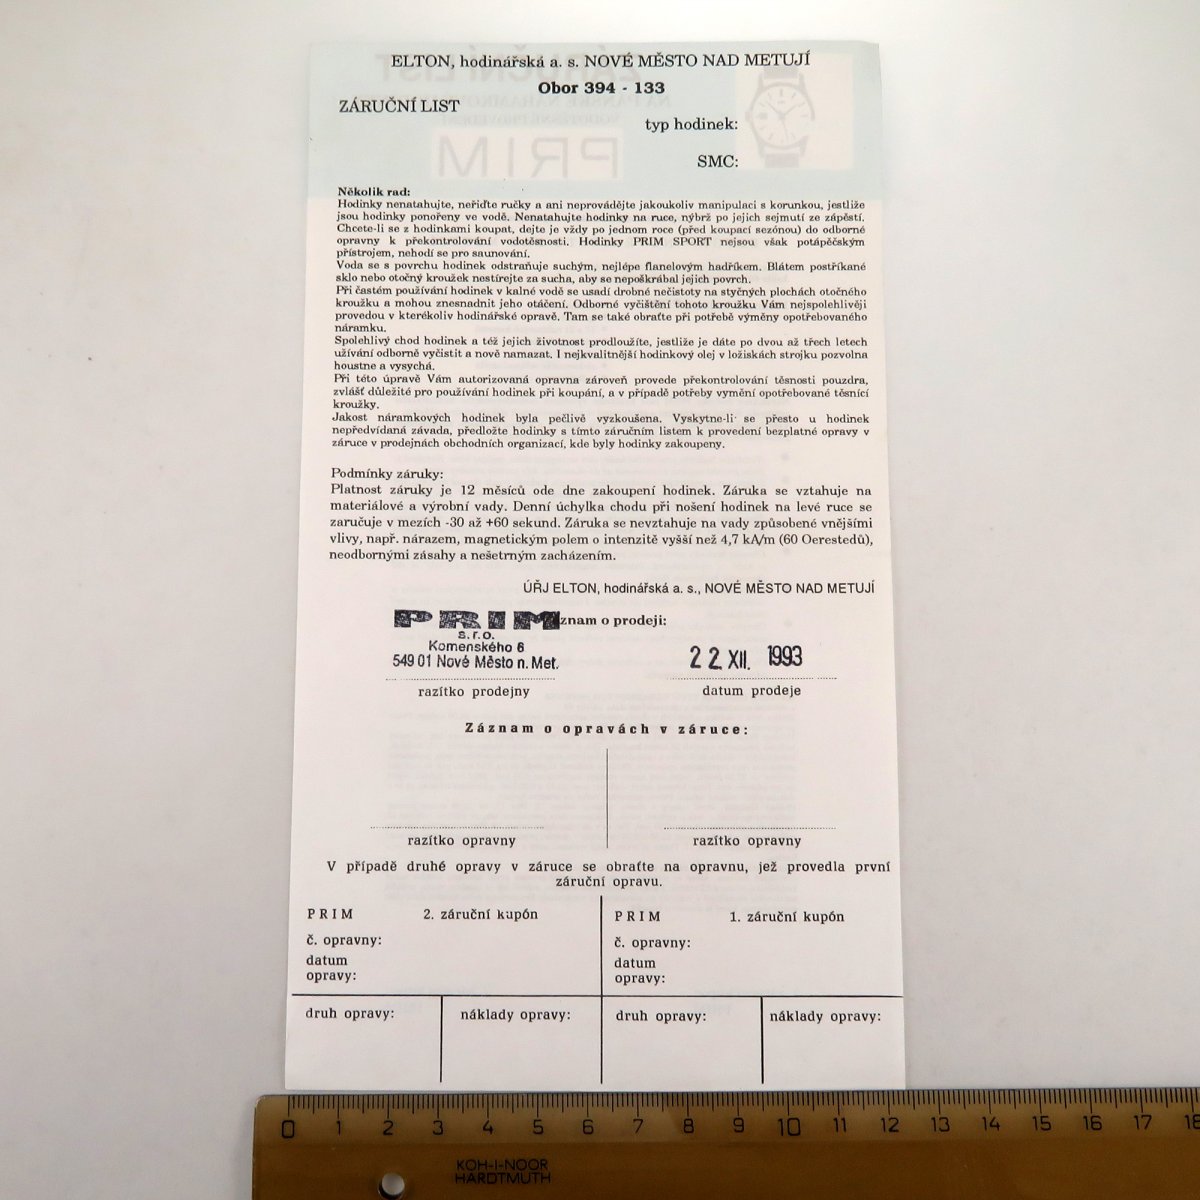 ELTON, hodinářská a. s. NOVÉ MĚSTO NAD METUJÍ
Obor 394 - 133
ZÁRUČNÍ LIST
typ hodinek:
SMC:
Několik rad:
Hodinky nenatahujte, neřiďte ručky a ani neprovádějte jakoukoliv manipulaci s korunkou, jestliže
jsou hodinky ponořeny ve vodě. Nenatahujte hodinky na ruce, nýbrž po jejich sejmutí ze zápěstí.
Chcete-li se z hodinkami koupat, dejte je vždy po jednom roce (před koupací sezónou) do odborné
opravny k překontrolování vodotěsnosti. Hodinky PRIM SPORT nejsou však potápěčským
přístrojem, nehodí se pro saunování.
Voda se s povrchu hodinek odstraňuje suchým, nejlépe flanelovým hadříkem. Blátem postříkané
sklo nebo otočný kroužek nestírejte za sucha, aby se nepoškrábal jejich povrch.
Při častém používání hodinek v kalné vodě se usadí drobné nečistoty na styčných plochách otočného
kroužku a mohou znesnadnit jeho otáčení. Odborné vyčištění tohoto kroužku Vám nejspolehlivěji
provedou v kterékoliv hodinářské opravě. Tam se také obraťte při potřebě výměny opotřebovaného
náramku.
Spolehlivý chod hodinek a též jejich životnost prodloužíte, jestliže je dáte po dvou až třech letech
užívání odborně vyčistit a nově namazat. I nejkvalitnější hodinkový olej v ložiskách strojku pozvolna
houstne a vysychá.
Při této úpravě Vám autorizovaná opravna zároveň provede překontrolování těsnosti pouzdra,
zvlášť důležité pro používání hodinek při koupání, a v případě potřeby vymění opotřebované těsnící
kroužky.
Jakost náramkových hodinek byla pečlivě vyzkoušena. Vyskytne-li se přesto u hodinek
nepředvídaná závada, předložte hodinky s tímto záručním listem k provedení bezplatné opravy v
záruce v prodejnách obchodních organizací, kde byly hodinky zakoupeny.
Podmínky záruky:
Platnost záruky je 12 měsíců ode dne zakoupení hodinek. Záruka se vztahuje na
materiálové a výrobní vady. Denní úchylka chodu při nošení hodinek na levé ruce se
zaručuje v mezích -30 až +60 sekund. Záruka se nevztahuje na vady způsobené vnějšími
vlivy, např. nárazem, magnetickým polem o intenzitě vyšší než 4,7 kA/m (60 Oerestedů),
neodbornými zásahy a nešetrným zacházením.
ÚŘJ ELTON, hodinářská a. s., NOVÉ MĚSTO NAD METUJÍ
PRIM znam o prodeji:
s.r.o.
Komenského 6
549 01 Nové Město n. Met.
22. XII. 1993
razítko prodejny datum prodeje
Záznam o opravách v záruce:
razítko opravny razítko opravny
V případě druhé opravy v záruce se obraťte na opravnu, jež provedla první
záruční opravu.
PRIM 2. záruční kupón PRIM 1. záruční kupón
č. opravny: č. opravny:
datum datum
opravy: opravy:
druh opravy: náklady opravy: druh opravy: náklady opravy:
0 1 2 3 4 5 6 7 8 9 10 11 12 13 14 15 16 17 18
KOH-I-NOOR
HARDTMUTH